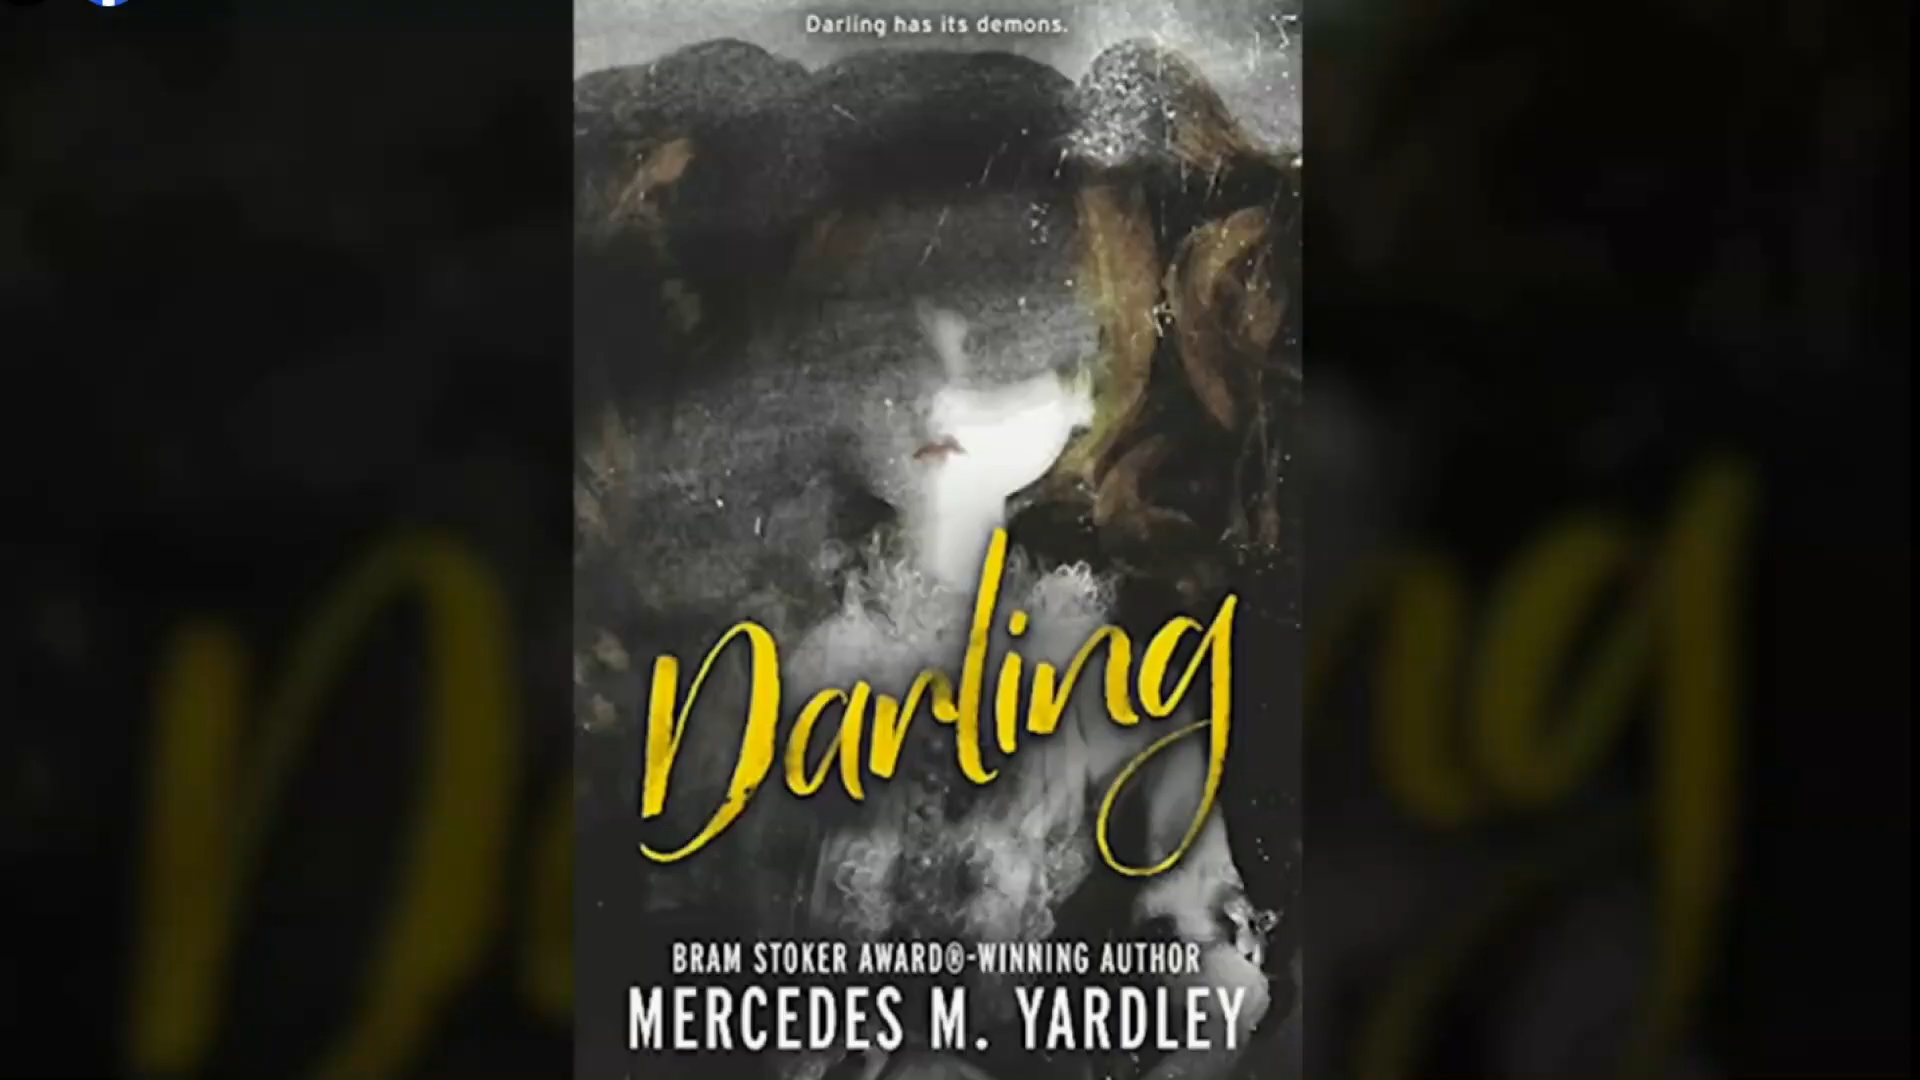 Darling has its demons.
Darling
BRAM STOKER AWARD®-WINNING AUTHOR
MERCEDES M. YARDLEY